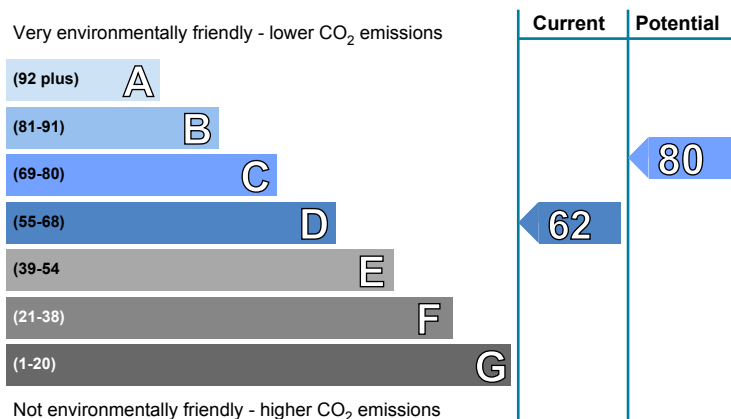 Very environmentally friendly - lower CO2 emissions
Current
Potential
(92 plus) A
(81-91) B
(69-80) C
80
(55-68) D
62
(39-54 E
(21-38) F
(1-20) G
Not environmentally friendly - higher CO2 emissions